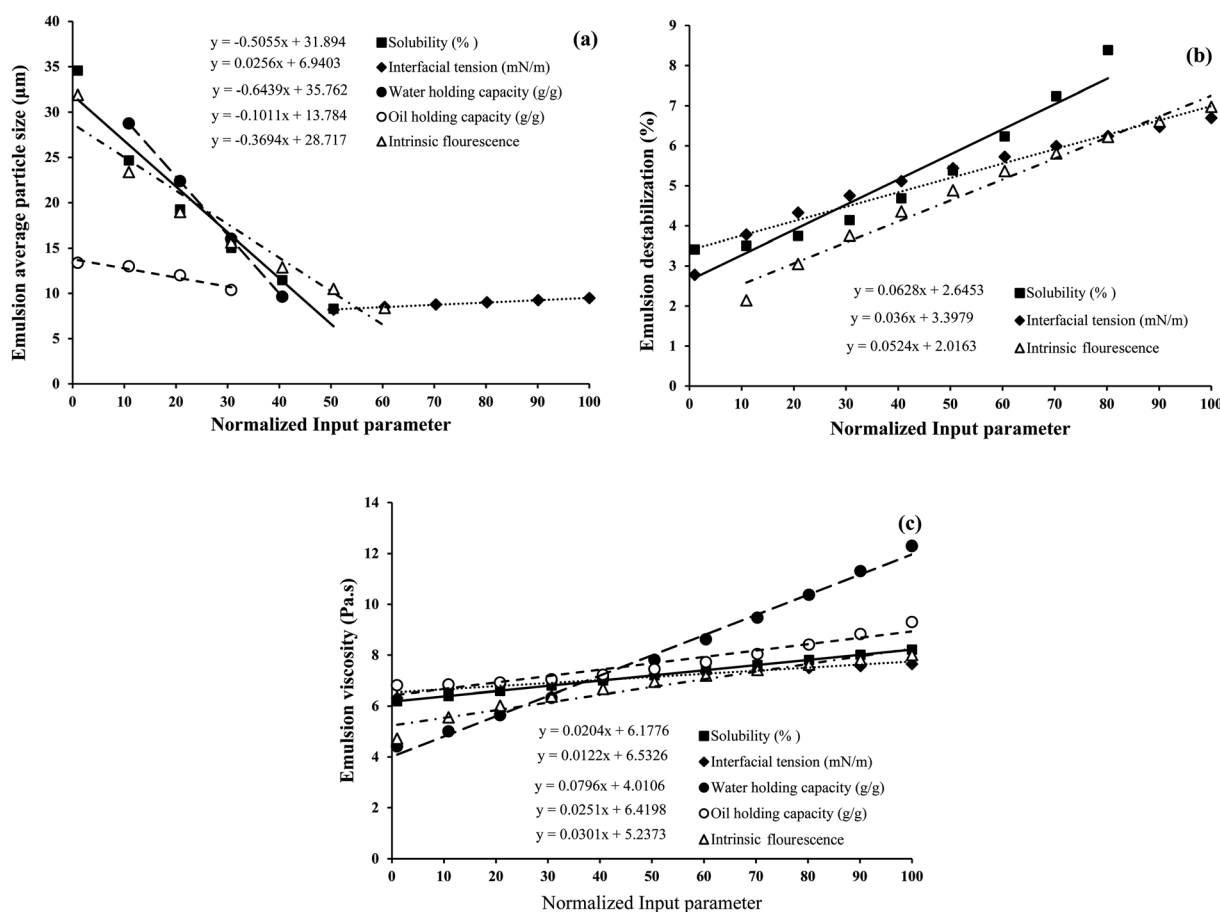 (a)
40
35
30
25
20
15
10
5
0
Emulsion average particle size (µm)
y = -0.5055x + 31.894 Solubility (% )
y = 0.0256x + 6.9403 Interfacial tension (mN/m)
y = -0.6439x + 35.762 Water holding capacity (g/g)
y = -0.1011x + 13.784 Oil holding capacity (g/g)
y = -0.3694x + 28.717 Intrinsic flourescence
0 10 20 30 40 50 60 70 80 90 100
Normalized Input parameter
(b)
9
8
7
6
5
4
3
2
1
0
Emulsion destabilization (%)
y = 0.0628x + 2.6453 Solubility (% )
y = 0.036x + 3.3979 Interfacial tension (mN/m)
y = 0.0524x + 2.0163 Intrinsic flourescence
0 10 20 30 40 50 60 70 80 90 100
Normalized Input parameter
(c)
14
12
10
8
6
4
2
0
Emulsion viscosity (Pa.s)
y = 0.0204x + 6.1776 Solubility (% )
y = 0.0122x + 6.5326 Interfacial tension (mN/m)
y = 0.0796x + 4.0106 Water holding capacity (g/g)
y = 0.0251x + 6.4198 Oil holding capacity (g/g)
y = 0.0301x + 5.2373 Intrinsic flourescence
0 10 20 30 40 50 60 70 80 90 100
Normalized Input parameter